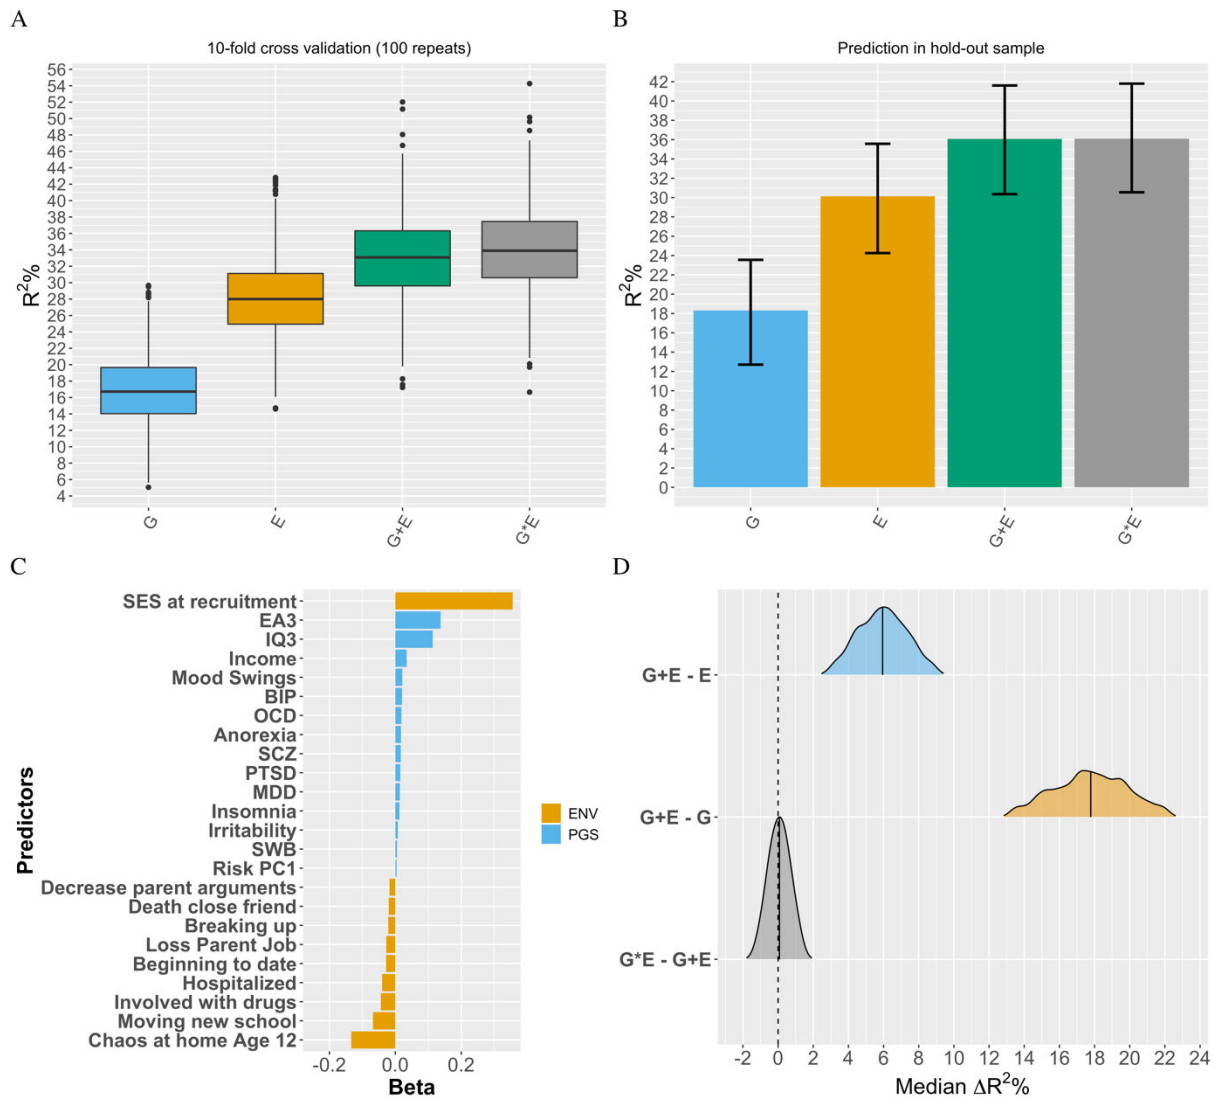 A
10-fold cross validation (100 repeats)
R²%
56
54
52
50
48
46
44
42
40
38
36
34
32
30
28
26
24
22
20
18
16
14
12
10
8
6
4
G
E
G+E
G*E
B
Prediction in hold-out sample
R²%
42
40
38
36
34
32
30
28
26
24
22
20
18
16
14
12
10
8
6
4
2
0
G
E
G+E
G*E
C
Predictors
SES at recruitment
EA3
IQ3
Income
Mood Swings
BIP
OCD
Anorexia
SCZ
PTSD
MDD
Insomnia
Irritability
SWB
Risk PC1
Decrease parent arguments
Death close friend
Breaking up
Loss Parent Job
Beginning to date
Hospitalized
Involved with drugs
Moving new school
Chaos at home Age 12
-0.2 0.0 0.2
Beta
ENV
PGS
D
G+E - E
G+E - G
G*E - G+E
-2 0 2 4 6 8 10 12 14 16 18 20 22 24
Median ΔR²%